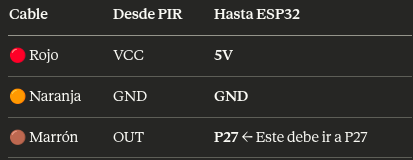 Cable Desde PIR Hasta ESP32
🔴 Rojo VCC 5V
🟠 Naranja GND GND
🟤 Marrón OUT P27 ← Este debe ir a P27